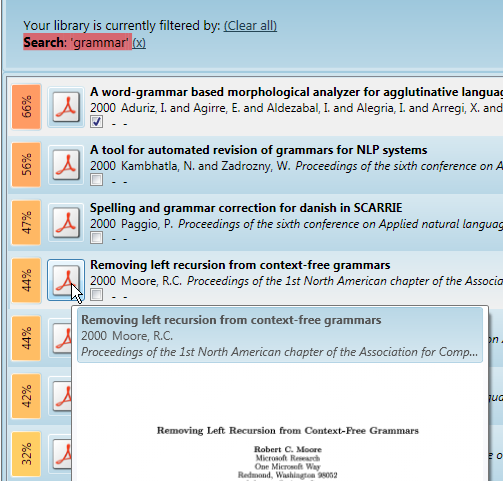 Your library is currently filtered by: (Clear all)
Search: 'grammar' (x)
66%
A word-grammar based morphological analyzer for agglutinative languag
2000 Aduriz, I. and Agirre, E. and Aldezabal, I. and Alegria, I. and Arregi, X. and
- -
56%
A tool for automated revision of grammars for NLP systems
2000 Kambhatla, N. and Zadrozny, W. Proceedings of the sixth conference on A
- -
47%
Spelling and grammar correction for danish in SCARRIE
2000 Paggio, P. Proceedings of the sixth conference on Applied natural languag
- -
44%
Removing left recursion from context-free grammars
2000 Moore, R.C. Proceedings of the 1st North American chapter of the Associa
- -
44%
42%
32%
Removing left recursion from context-free grammars
2000 Moore, R.C.
Proceedings of the 1st North American chapter of the Association for Comp...
Removing Left Recursion from Context-Free Grammars
Robert C. Moore
Microsoft Research
One Microsoft Way
Redmond, Washington 98052